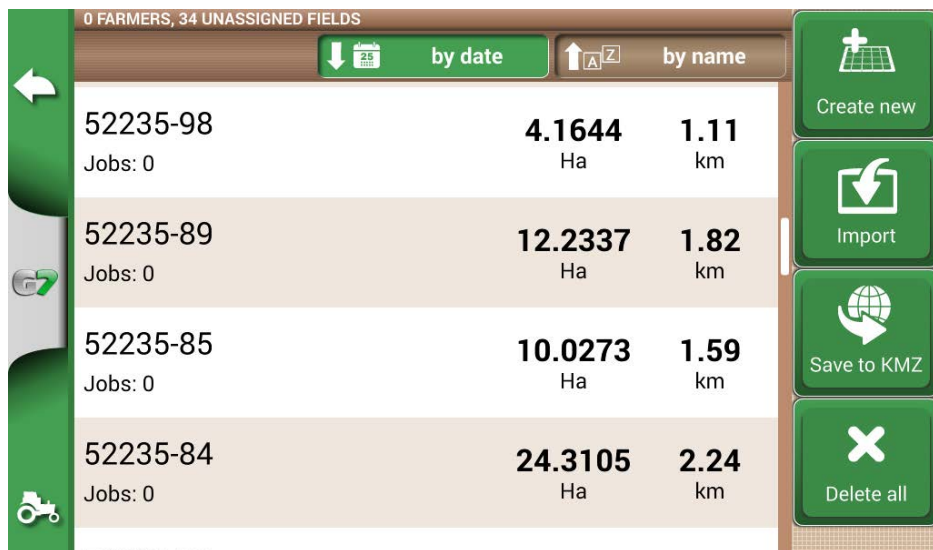 0 FARMERS, 34 UNASSIGNED FIELDS
25
by date
A Z
by name
52235-98
4.1644
1.11
Jobs: 0
Ha
km
52235-89
12.2337
1.82
Jobs: 0
Ha
km
52235-85
10.0273
1.59
Jobs: 0
Ha
km
52235-84
24.3105
2.24
Jobs: 0
Ha
km
G7
Create new
Import
Save to KMZ
Delete all